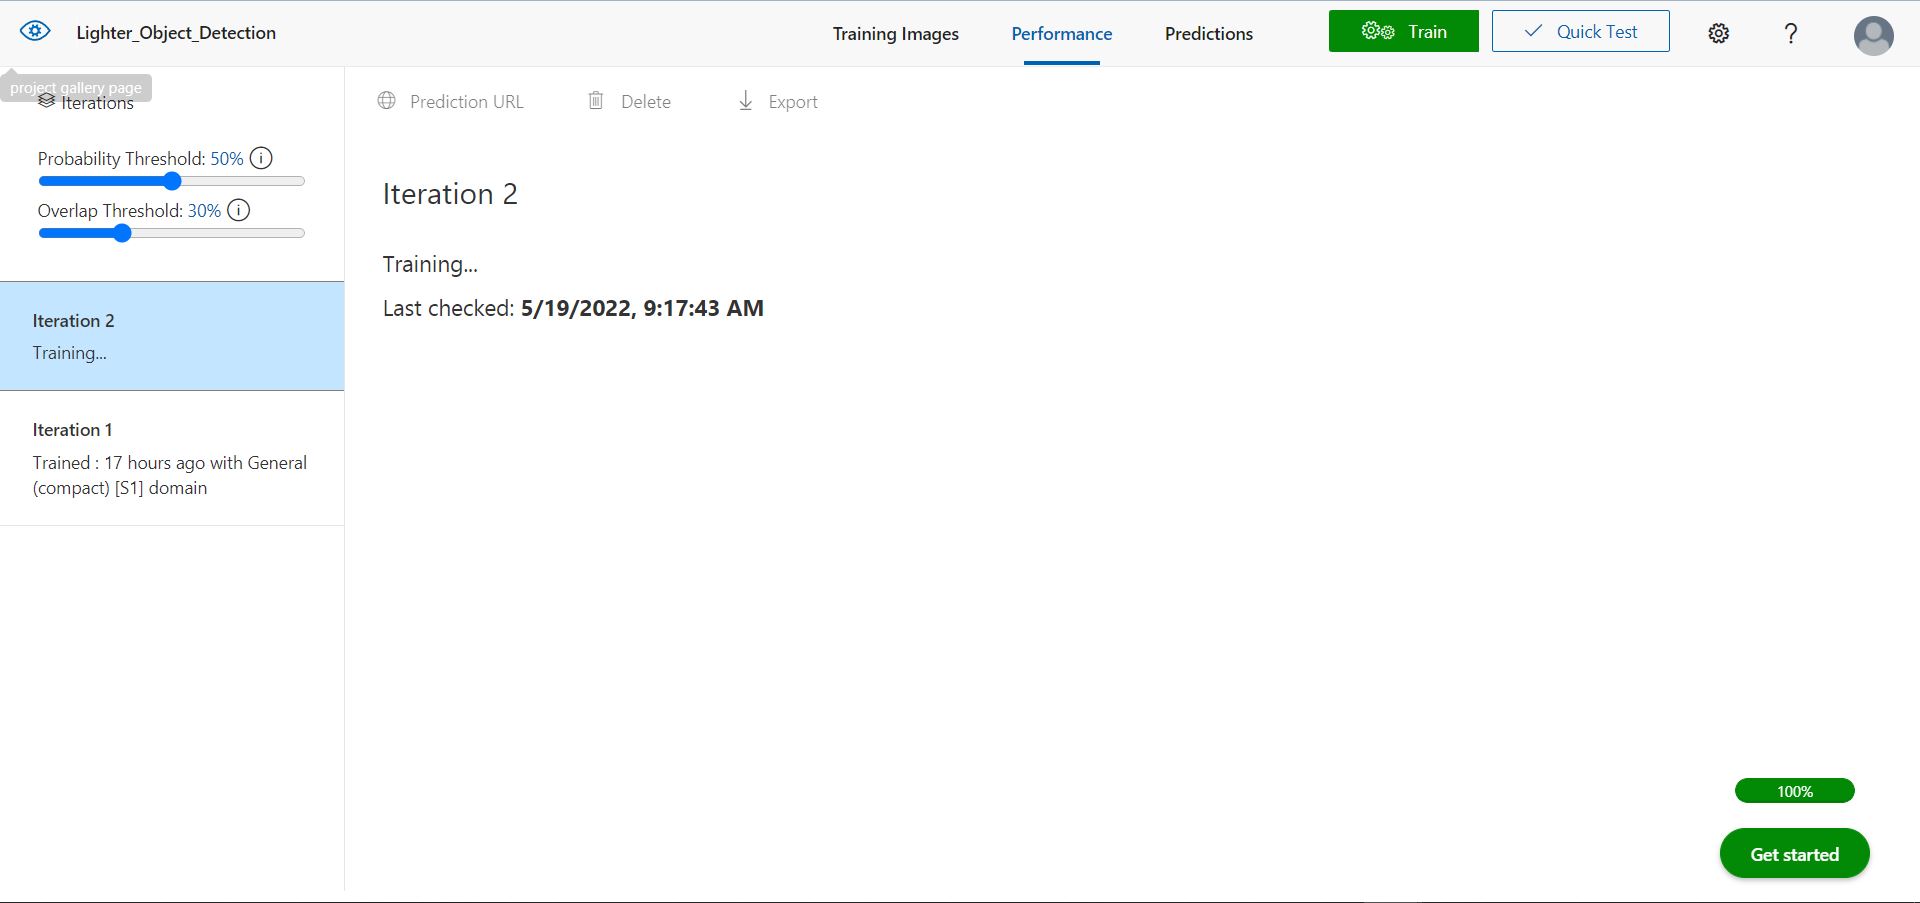 Lighter_Object_Detection
Training Images
Performance
Predictions
Train
Quick Test
?
project gallery page
Iterations
Prediction URL
Delete
Export
Probability Threshold: 50% i
Overlap Threshold: 30% i
Iteration 2
Training...
Iteration 1
Trained : 17 hours ago with General
(compact) [S1] domain
Iteration 2
Training...
Last checked: 5/19/2022, 9:17:43 AM
100%
Get started